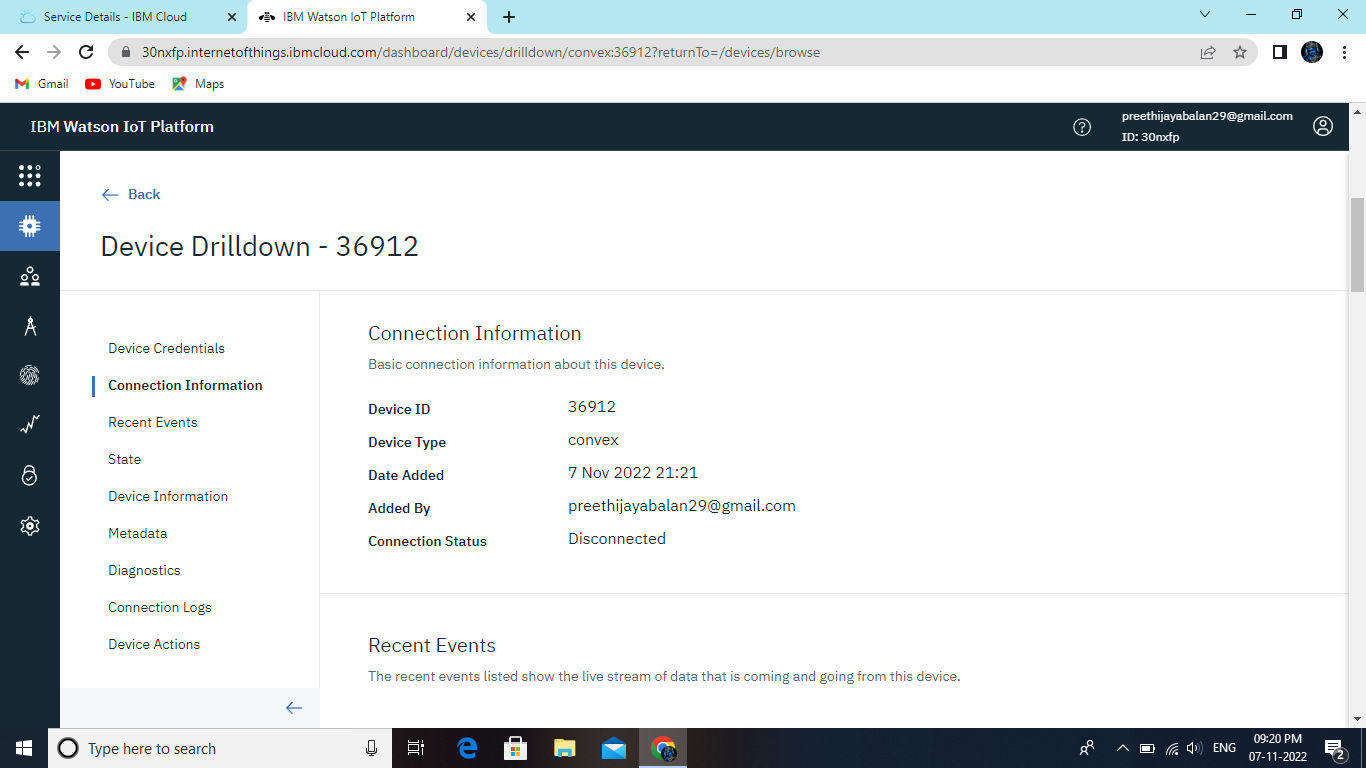 Service Details - IBM Cloud
IBM Watson IoT Platform
30nxfp.internetofthings.ibmcloud.com/dashboard/devices/drilldown/convex:36912?returnTo=/devices/browse
Gmail
YouTube
Maps
IBM Watson IoT Platform
preethijayabalan29@gmail.com
ID: 30nxfp
Back
Device Drilldown - 36912
Device Credentials
Connection Information
Recent Events
State
Device Information
Metadata
Diagnostics
Connection Logs
Device Actions
Connection Information
Basic connection information about this device.
Device ID 36912
Device Type convex
Date Added 7 Nov 2022 21:21
Added By preethijayabalan29@gmail.com
Connection Status Disconnected
Recent Events
The recent events listed show the live stream of data that is coming and going from this device.
Type here to search
ENG
09:20 PM
07-11-2022
2